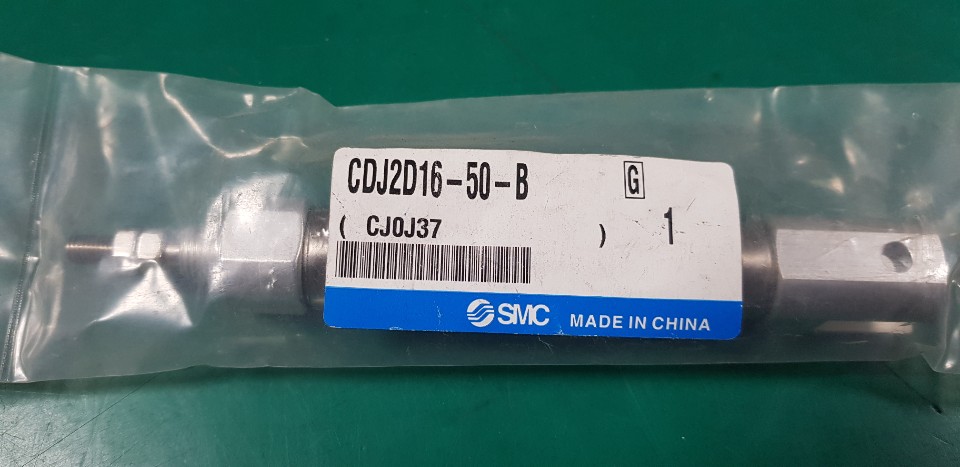 CDJ2D16-50-B G
( CJ0J37 ) 1
SMC MADE IN CHINA